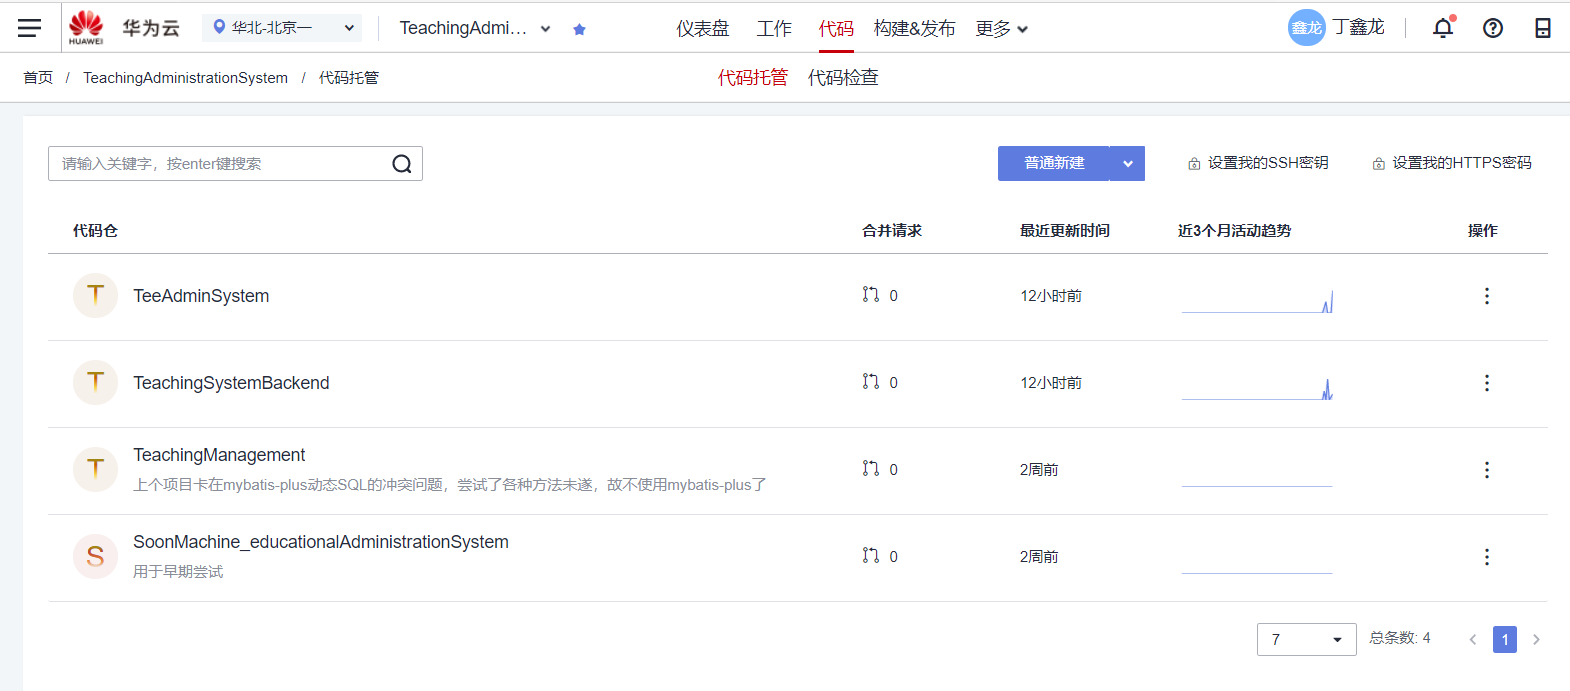 HUAWEI
华为云
华北-北京一
TeachingAdmi...
仪表盘
工作
代码
构建&发布
更多
鑫龙
丁鑫龙
首页 / TeachingAdministrationSystem / 代码托管
代码托管
代码检查
请输入关键字，按enter键搜索
普通新建
设置我的SSH密钥
设置我的HTTPS密码
代码仓 合并请求 最近更新时间 近3个月活动趋势 操作
T TeeAdminSystem 0 12小时前
T TeachingSystemBackend 0 12小时前
T TeachingManagement 0 2周前
上个项目卡在mybatis-plus动态SQL的冲突问题，尝试了各种方法未遂，故不使用mybatis-plus了
S SoonMachine_educationalAdministrationSystem 0 2周前
用于早期尝试
7 总条数: 4 < 1 >